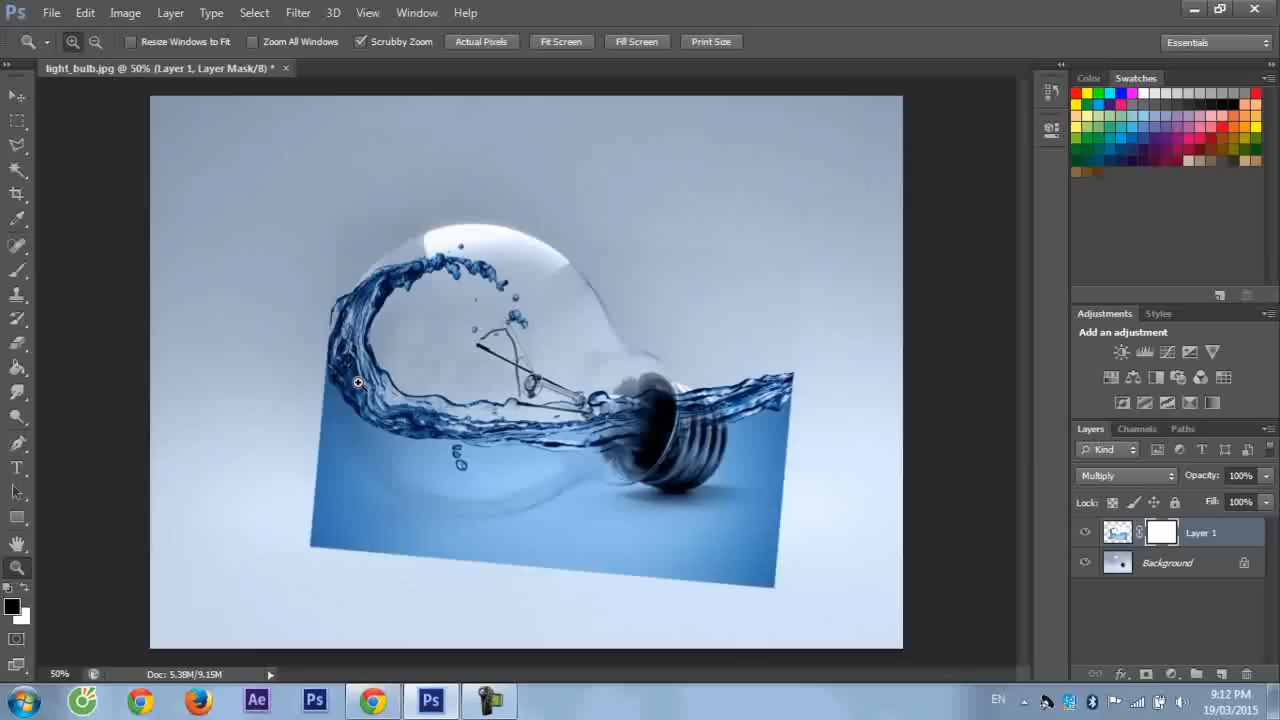 Ps File Edit Image Layer Type Select Filter 3D View Window Help
Resize Windows to Fit Zoom All Windows Scrubby Zoom Actual Pixels Fit Screen Fill Screen Print Size Essentials
light_bulb.jpg @ 50% (Layer 1, Layer Mask/8) * ×
Color Swatches
Adjustments Styles
Add an adjustment
Layers Channels Paths
Kind
Multiply Opacity: 100%
Lock: Fill: 100%
Layer 1
Background
50% Doc: 5.38M/9.15M
Ae Ps Ps EN 9:12 PM
19/03/2015